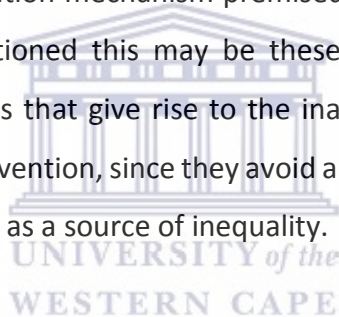 tion mechanism premised
tioned this may be these
s that give rise to the ina
vention, since they avoid a
as a source of inequality.
UNIVERSITY of the
WESTERN CAPE